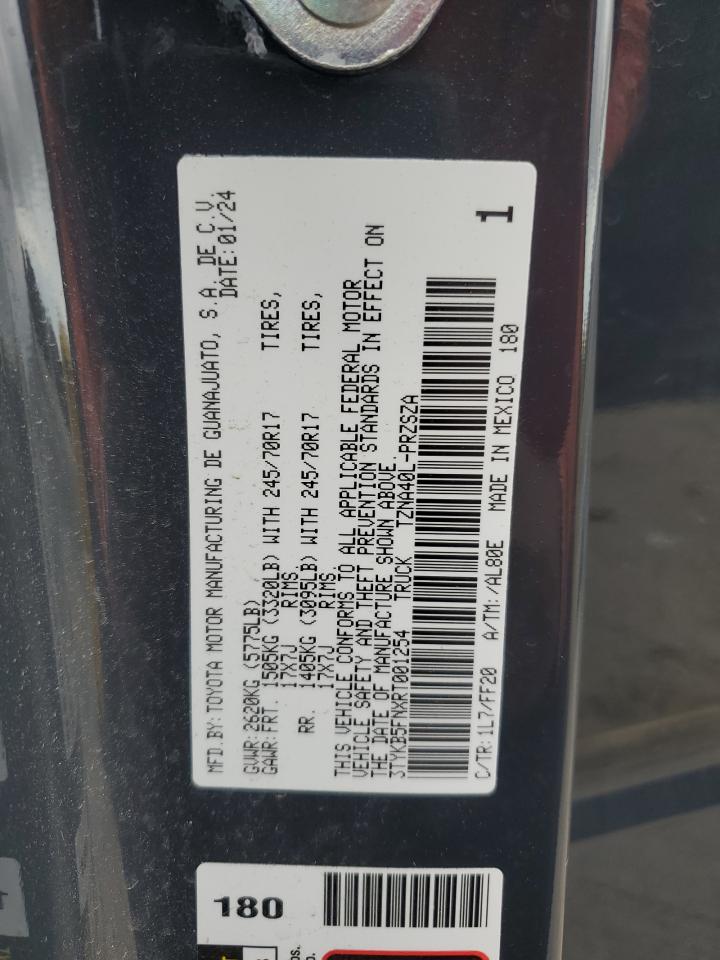 MFD.BY:TOYOTA MOTOR MANUFACTURING DE GUANAJUATO, S.A. DE C.V.
DATE:01/24
GVWR:2620KG (5775LB)
GAWR:FRT. 1505KG (3320LB) WITH 245/70R17 TIRES,
17X7J RIMS.
RR. 1405KG (3095LB) WITH 245/70R17 TIRES,
17X7J RIMS.
THIS VEHICLE CONFORMS TO ALL APPLICABLE FEDERAL MOTOR
VEHICLE SAFETY AND THEFT PREVENTION STANDARDS IN EFFECT ON
THE DATE OF MANUFACTURE SHOWN ABOVE.
3TYKB5FNXRT001254 TRUCK TZNA40L-PRZSZA
1
C/TR:1L7/FF20 A/TM:/AL80E MADE IN MEXICO 180
180